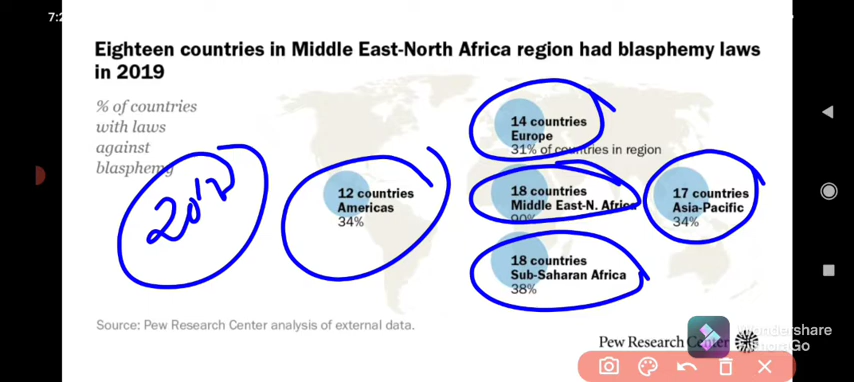 7:2
Eighteen countries in Middle East-North Africa region had blasphemy laws
in 2019
% of countries
with laws
against
blasphemy
14 countries
Europe
31% of countries in region
12 countries
Americas
34%
18 countries
Middle East-N. Africa
90%
17 countries
Asia-Pacific
34%
18 countries
Sub-Saharan Africa
38%
Source: Pew Research Center analysis of external data.
Pew Research Center
Wondershare